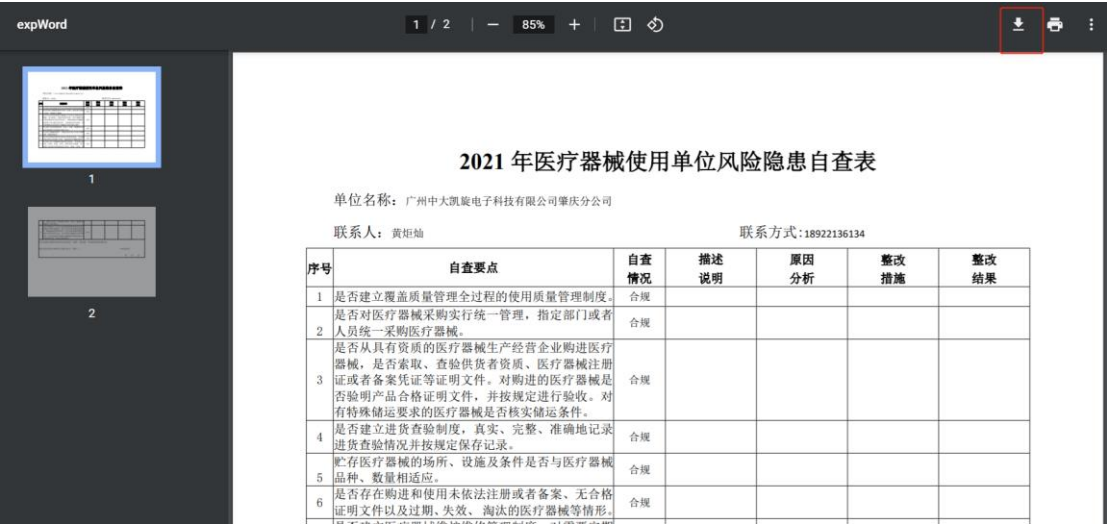 expWord
1 / 2
85%
1
2
2021 年医疗器械使用单位风险隐患自查表
单位名称：广州中大凯旋电子科技有限公司肇庆分公司
联系人：黄炬灿 联系方式:18922136134
序号 自查要点 自查情况 描述说明 原因分析 整改措施 整改结果
1 是否建立覆盖质量管理全过程的使用质量管理制度。 合规
是否对医疗器械采购实行统一管理，指定部门或者
2 人员统一采购医疗器械。 合规
是否从具有资质的医疗器械生产经营企业购进医疗
器械，是否索取、查验供货者资质、医疗器械注册
3 证或者备案凭证等证明文件。对购进的医疗器械是 合规
否验明产品合格证明文件，并按规定进行验收。对
有特殊储运要求的医疗器械是否核实储运条件。
是否建立进货查验制度，真实、完整、准确地记录
4 进货查验情况并按规定保存记录。 合规
贮存医疗器械的场所、设施及条件是否与医疗器械
5 品种、数量相适应。 合规
是否存在购进和使用未依法注册或者备案、无合格
6 证明文件以及过期、失效、淘汰的医疗器械等情形。 合规